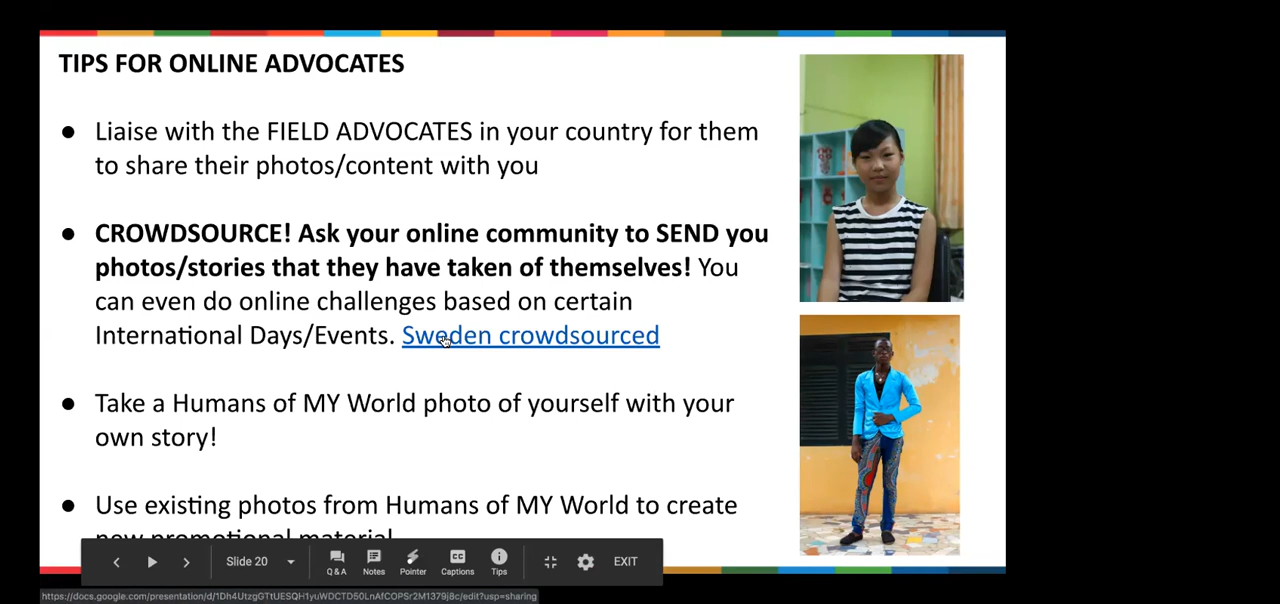 TIPS FOR ONLINE ADVOCATES
● Liaise with the FIELD ADVOCATES in your country for them
to share their photos/content with you
● CROWDSOURCE! Ask your online community to SEND you
photos/stories that they have taken of themselves! You
can even do online challenges based on certain
International Days/Events. Sweden crowdsourced
● Take a Humans of MY World photo of yourself with your
own story!
● Use existing photos from Humans of MY World to create
new promotional material
Slide 20
Q & A
Notes
Pointer
CC
Captions
Tips
EXIT
https://docs.google.com/presentation/d/1Dh4UtzgGTtUESQH1yuWDCTD50LnAfCOPSr2M1379j8c/edit?usp=sharing